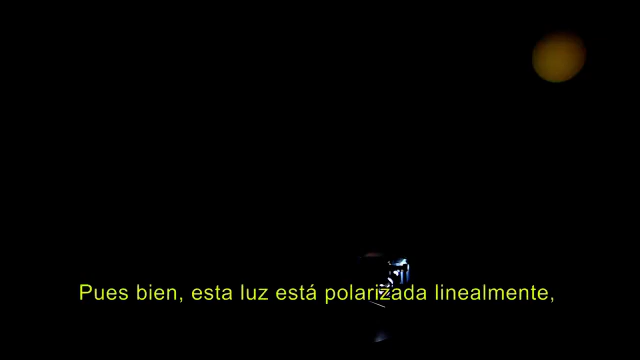 Pues bien, esta luz está polarizada linealmente,